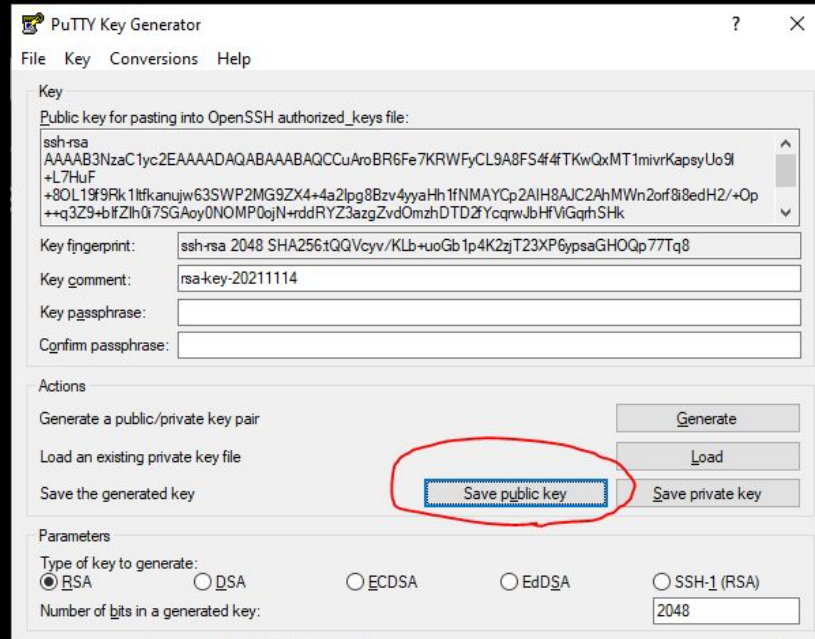 PuTTY Key Generator
? X
File Key Conversions Help
Key
Public key for pasting into OpenSSH authorized_keys file:
ssh-rsa
AAAAB3NzaC1yc2EAAAADAQABAAABAQCCuAroBR6Fe7KRWFyCL9A8FS4f4fTKwQxMT1mivrKapsyUo9l
+L7HuF
+8OL19f9Rk1ltfkanujw63SWP2MG9ZX4+4a2lpg8Bzv4yyaHh1fNMAYCp2AIH8AJC2AhMWn2orf8i8edH2/+Op
++q3Z9+blfZlh0i7SGAoy0NOMP0ojN+rddRYZ3azgZvdOmzhDTD2fYcqrwJbHfViGqrhSHk
Key fingerprint: ssh-rsa 2048 SHA256:tQQVcyv/KLb+uoGb1p4K2zjT23XP6ypsaGHOQp77Tq8
Key comment: rsa-key-20211114
Key passphrase:
Confirm passphrase:
Actions
Generate a public/private key pair Generate
Load an existing private key file Load
Save the generated key Save public key Save private key
Parameters
Type of key to generate:
RSA DSA ECDSA EdDSA SSH-1 (RSA)
Number of bits in a generated key: 2048